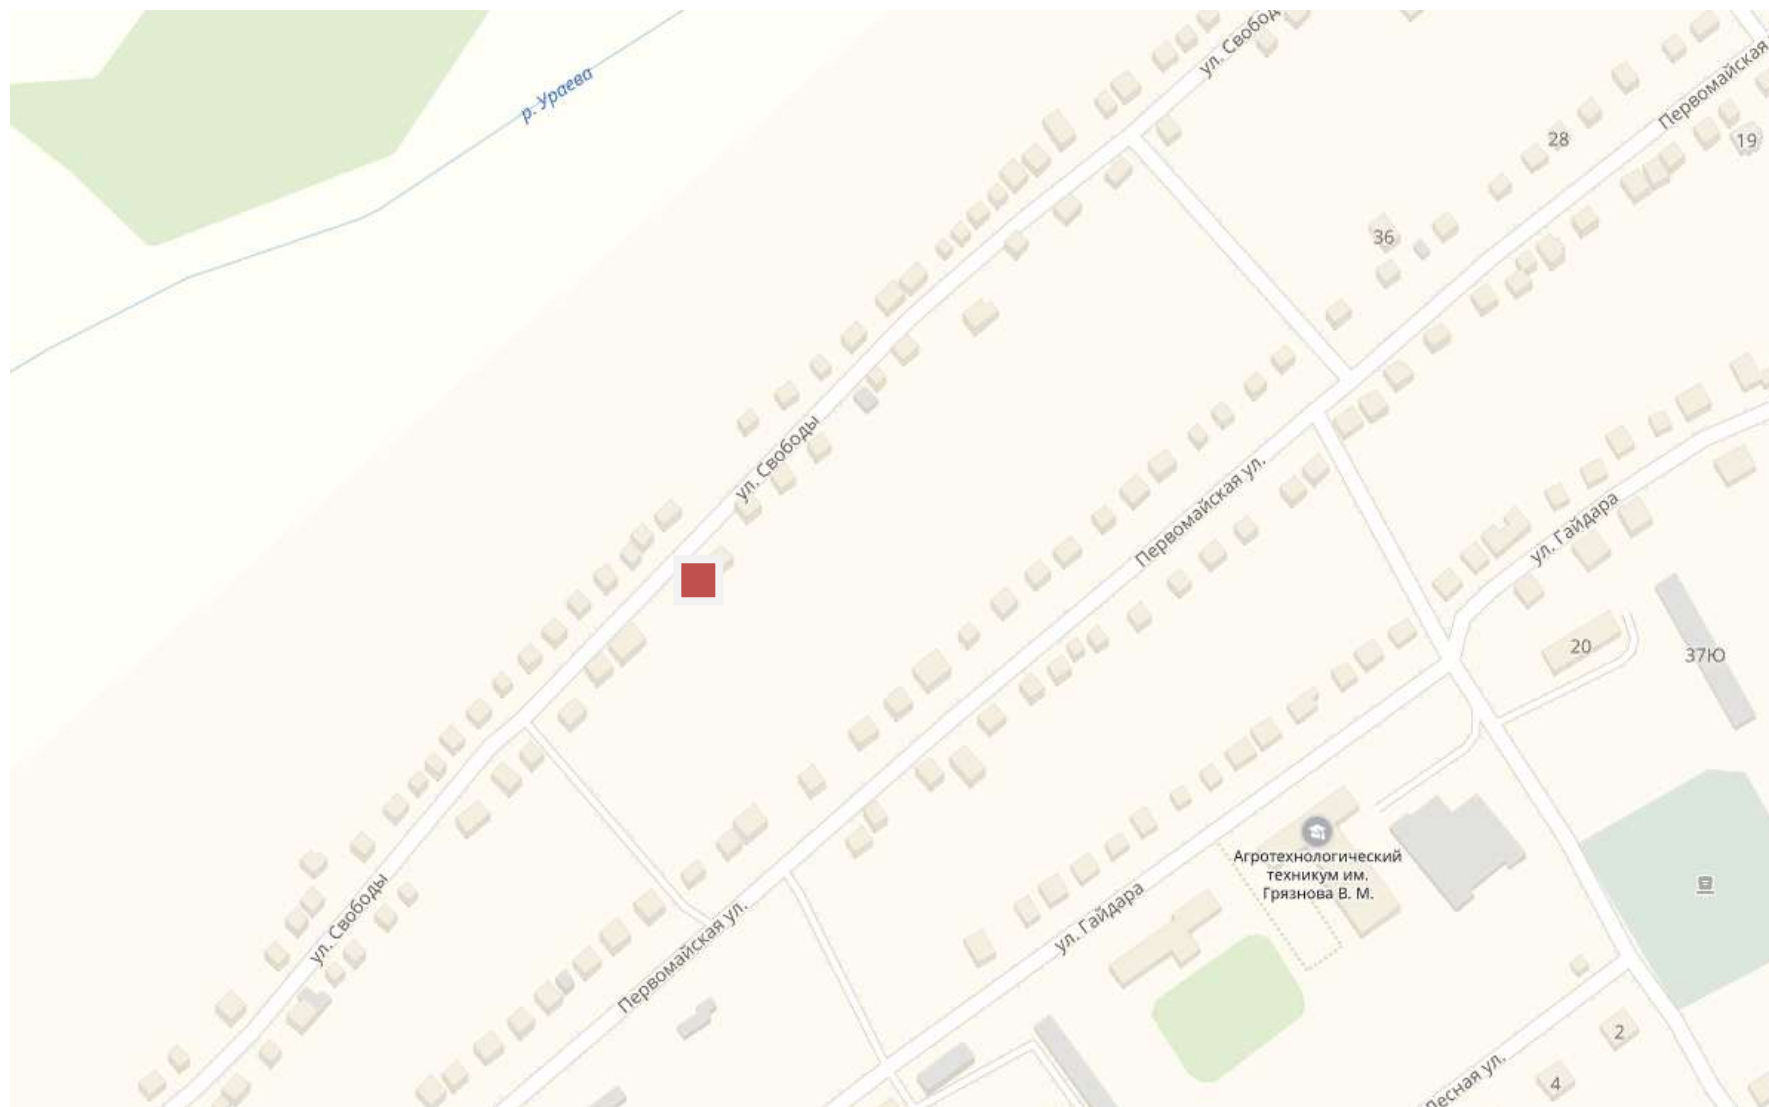 ул. Свобод
р. Ураева
Первомайская
28
19
36
ул. Свободы
Первомайская ул.
ул. Гайдара
20
37Ю
Агротехнологический
техникум им.
Грязнова В. М.
ул. Свободы
ул. Гайдара
Первомайская ул.
2
Лесная ул.
4